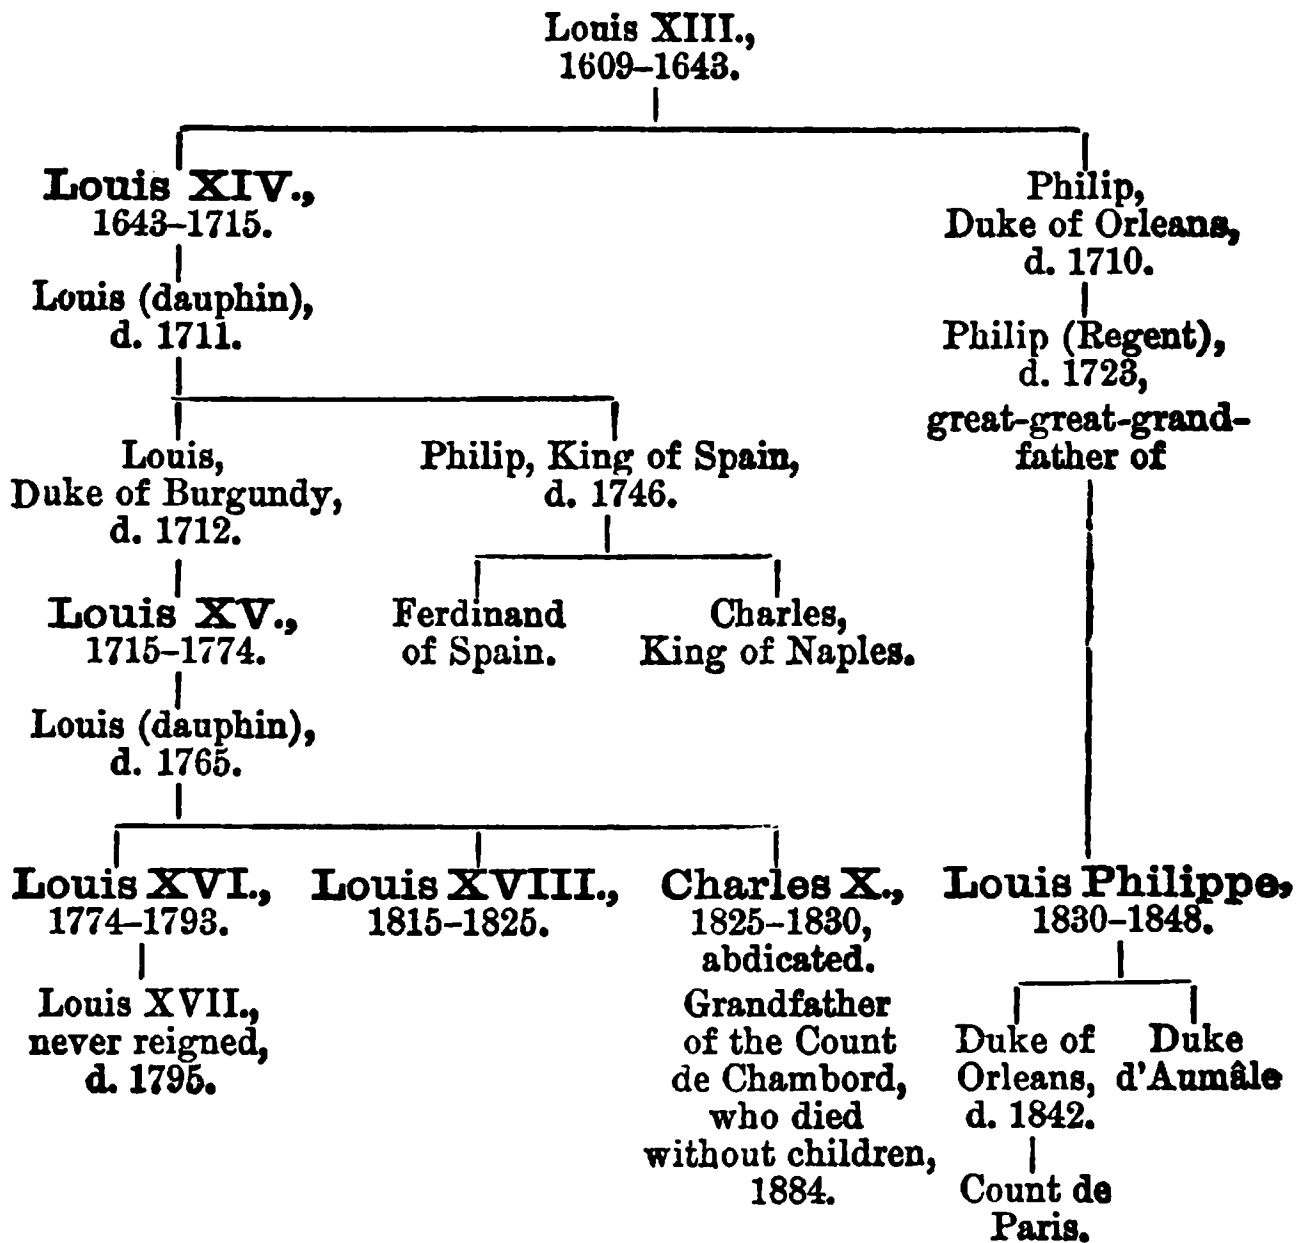 Louis XIII.,
1609–1643.
Louis XIV.,
1643–1715.
Philip,
Duke of Orleans,
d. 1710.
Louis (dauphin),
d. 1711.
Philip (Regent),
d. 1723,
great-great-grand-
father of
Louis,
Duke of Burgundy,
d. 1712.
Philip, King of Spain,
d. 1746.
Louis XV.,
1715–1774.
Ferdinand
of Spain.
Charles,
King of Naples.
Louis (dauphin),
d. 1765.
Louis XVI.,
1774–1793.
Louis XVIII.,
1815–1825.
Charles X.,
1825–1830,
abdicated.
Grandfather
of the Count
de Chambord,
who died
without children,
1884.
Louis Philippe,
1830–1848.
Louis XVII.,
never reigned,
d. 1795.
Duke of
Orleans,
d. 1842.
Duke
d'Aumâle
Count de
Paris.